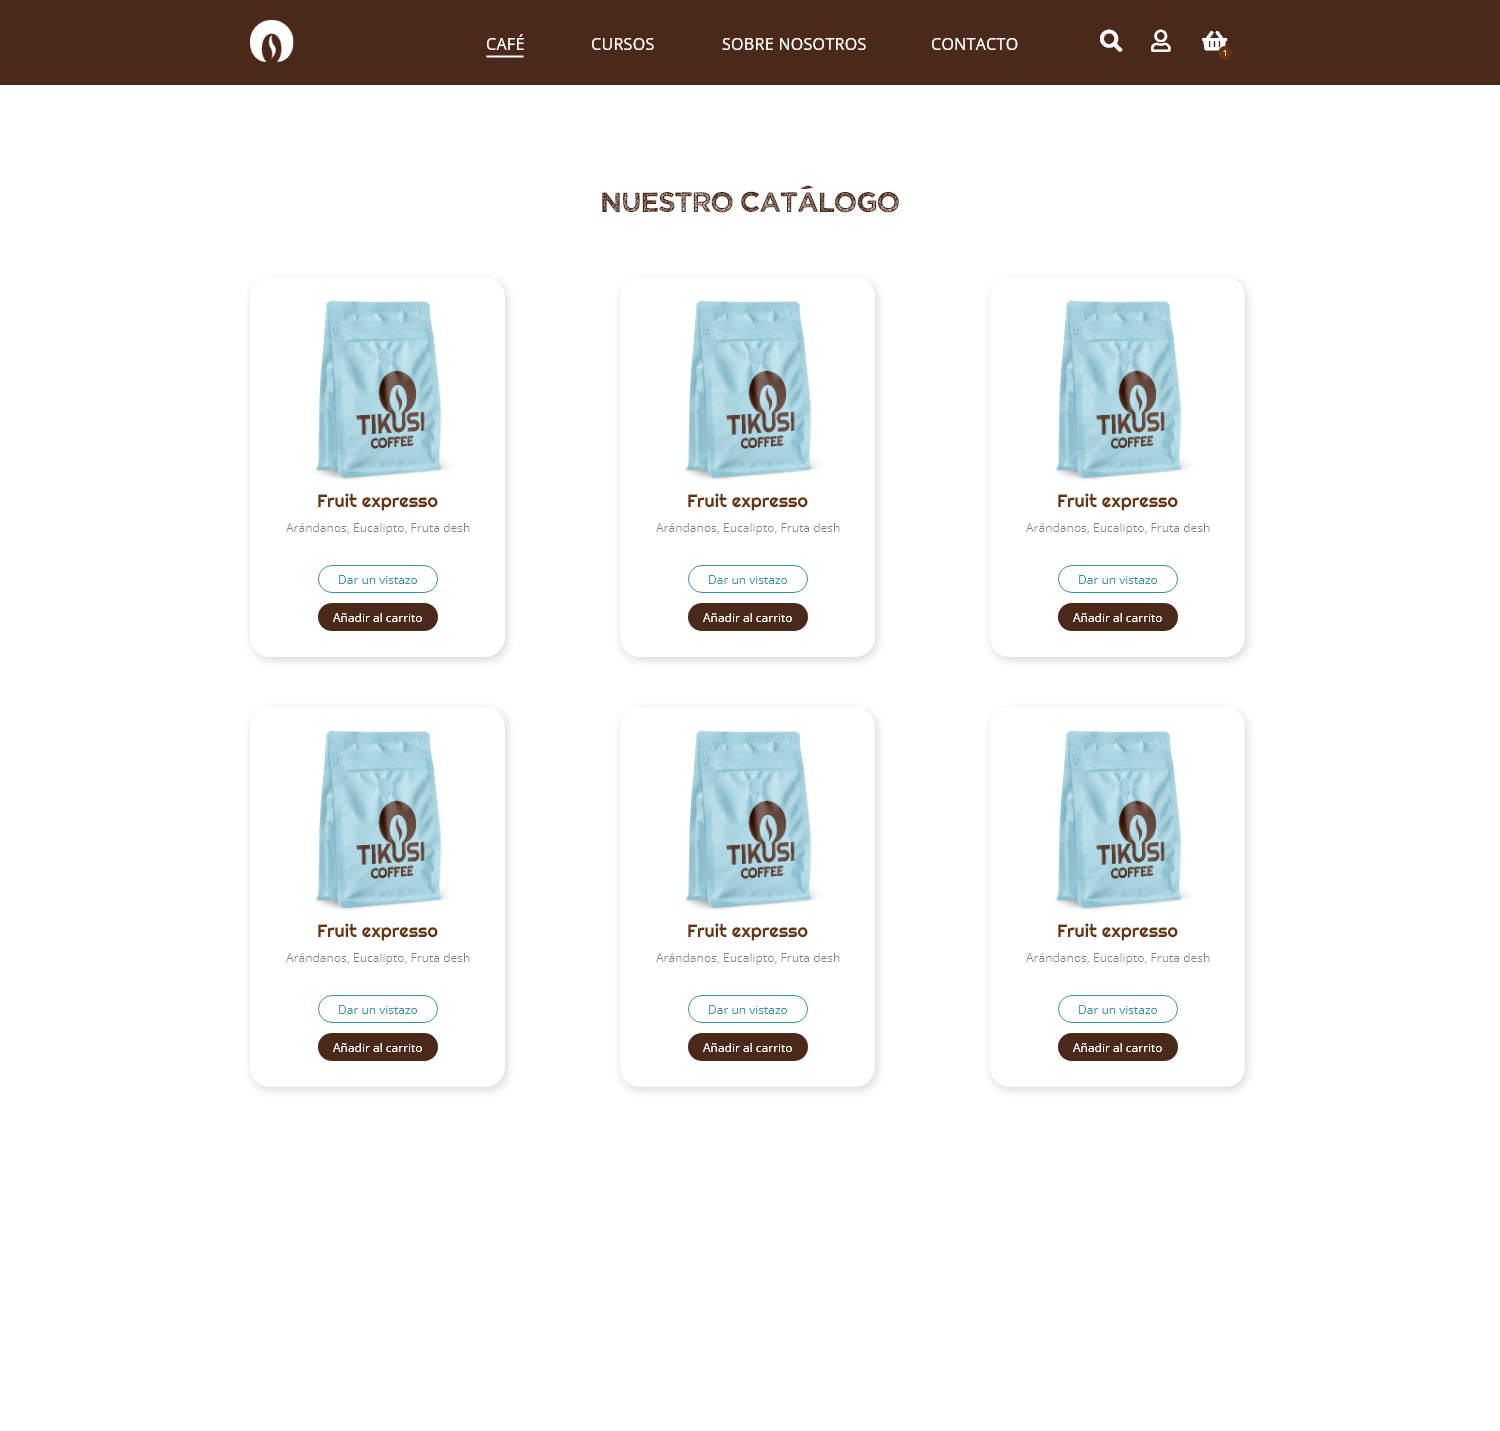 CAFÉ CURSOS SOBRE NOSOTROS CONTACTO
1
NUESTRO CATÁLOGO
TIKUSI
COFFEE
Fruit expresso
Arándanos, Eucalipto, Fruta desh
Dar un vistazo
Añadir al carrito
TIKUSI
COFFEE
Fruit expresso
Arándanos, Eucalipto, Fruta desh
Dar un vistazo
Añadir al carrito
TIKUSI
COFFEE
Fruit expresso
Arándanos, Eucalipto, Fruta desh
Dar un vistazo
Añadir al carrito
TIKUSI
COFFEE
Fruit expresso
Arándanos, Eucalipto, Fruta desh
Dar un vistazo
Añadir al carrito
TIKUSI
COFFEE
Fruit expresso
Arándanos, Eucalipto, Fruta desh
Dar un vistazo
Añadir al carrito
TIKUSI
COFFEE
Fruit expresso
Arándanos, Eucalipto, Fruta desh
Dar un vistazo
Añadir al carrito